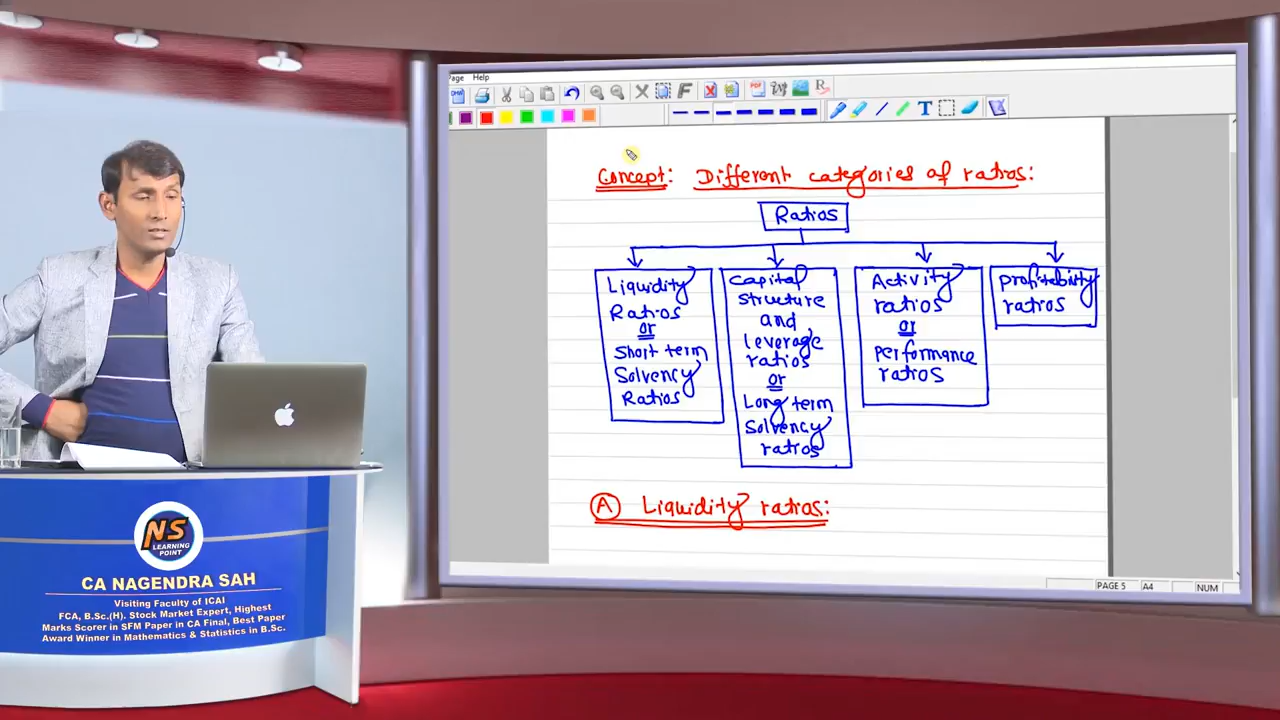 Page Help
PAGE 5 A4 NUM
Concept: Different categories of ratios:
Ratios
Liquidity
Ratios
or
Short term
Solvency
Ratios
Capital
structure
and
leverage
ratios
or
Long term
Solvency
ratios
Activity
ratios
or
performance
ratios
profitability
ratios
A Liquidity ratios:
NS
LEARNING
POINT
CA NAGENDRA SAH
Visiting Faculty of ICAI
FCA, B.Sc.(H). Stock Market Expert, Highest
Marks Scorer in SFM Paper in CA Final, Best Paper
Award Winner in Mathematics & Statistics in B.Sc.